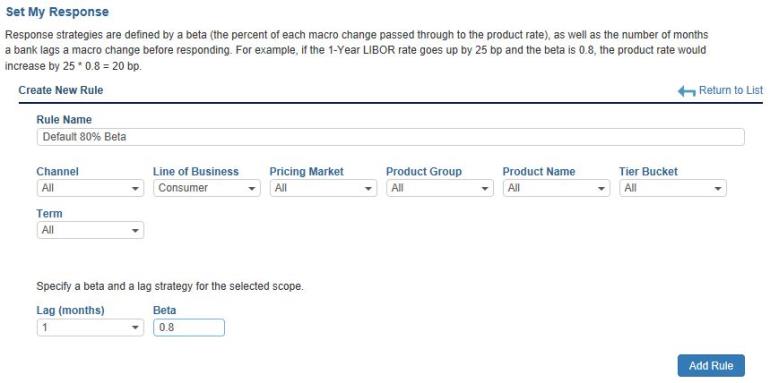 Set My Response
Response strategies are defined by a beta (the percent of each macro change passed through to the product rate), as well as the number of months
a bank lags a macro change before responding. For example, if the 1-Year LIBOR rate goes up by 25 bp and the beta is 0.8, the product rate would
increase by 25 * 0.8 = 20 bp.
Create New Rule Return to List
Rule Name
Default 80% Beta
Channel Line of Business Pricing Market Product Group Product Name Tier Bucket
All Consumer All All All All
Term
All
Specify a beta and a lag strategy for the selected scope.
Lag (months) Beta
1 0.8
Add Rule